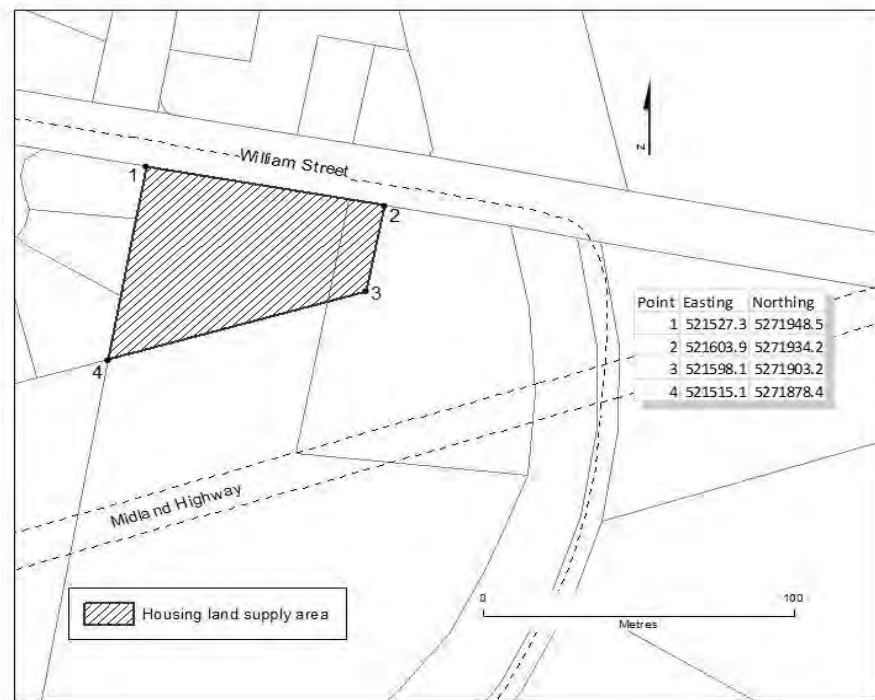 N
William Street
1
2
3
4
Point Easting Northing
1 521527.3 5271948.5
2 521603.9 5271934.2
3 521598.1 5271903.2
4 521515.1 5271878.4
Midland Highway
Housing land supply area
0 100
Metres